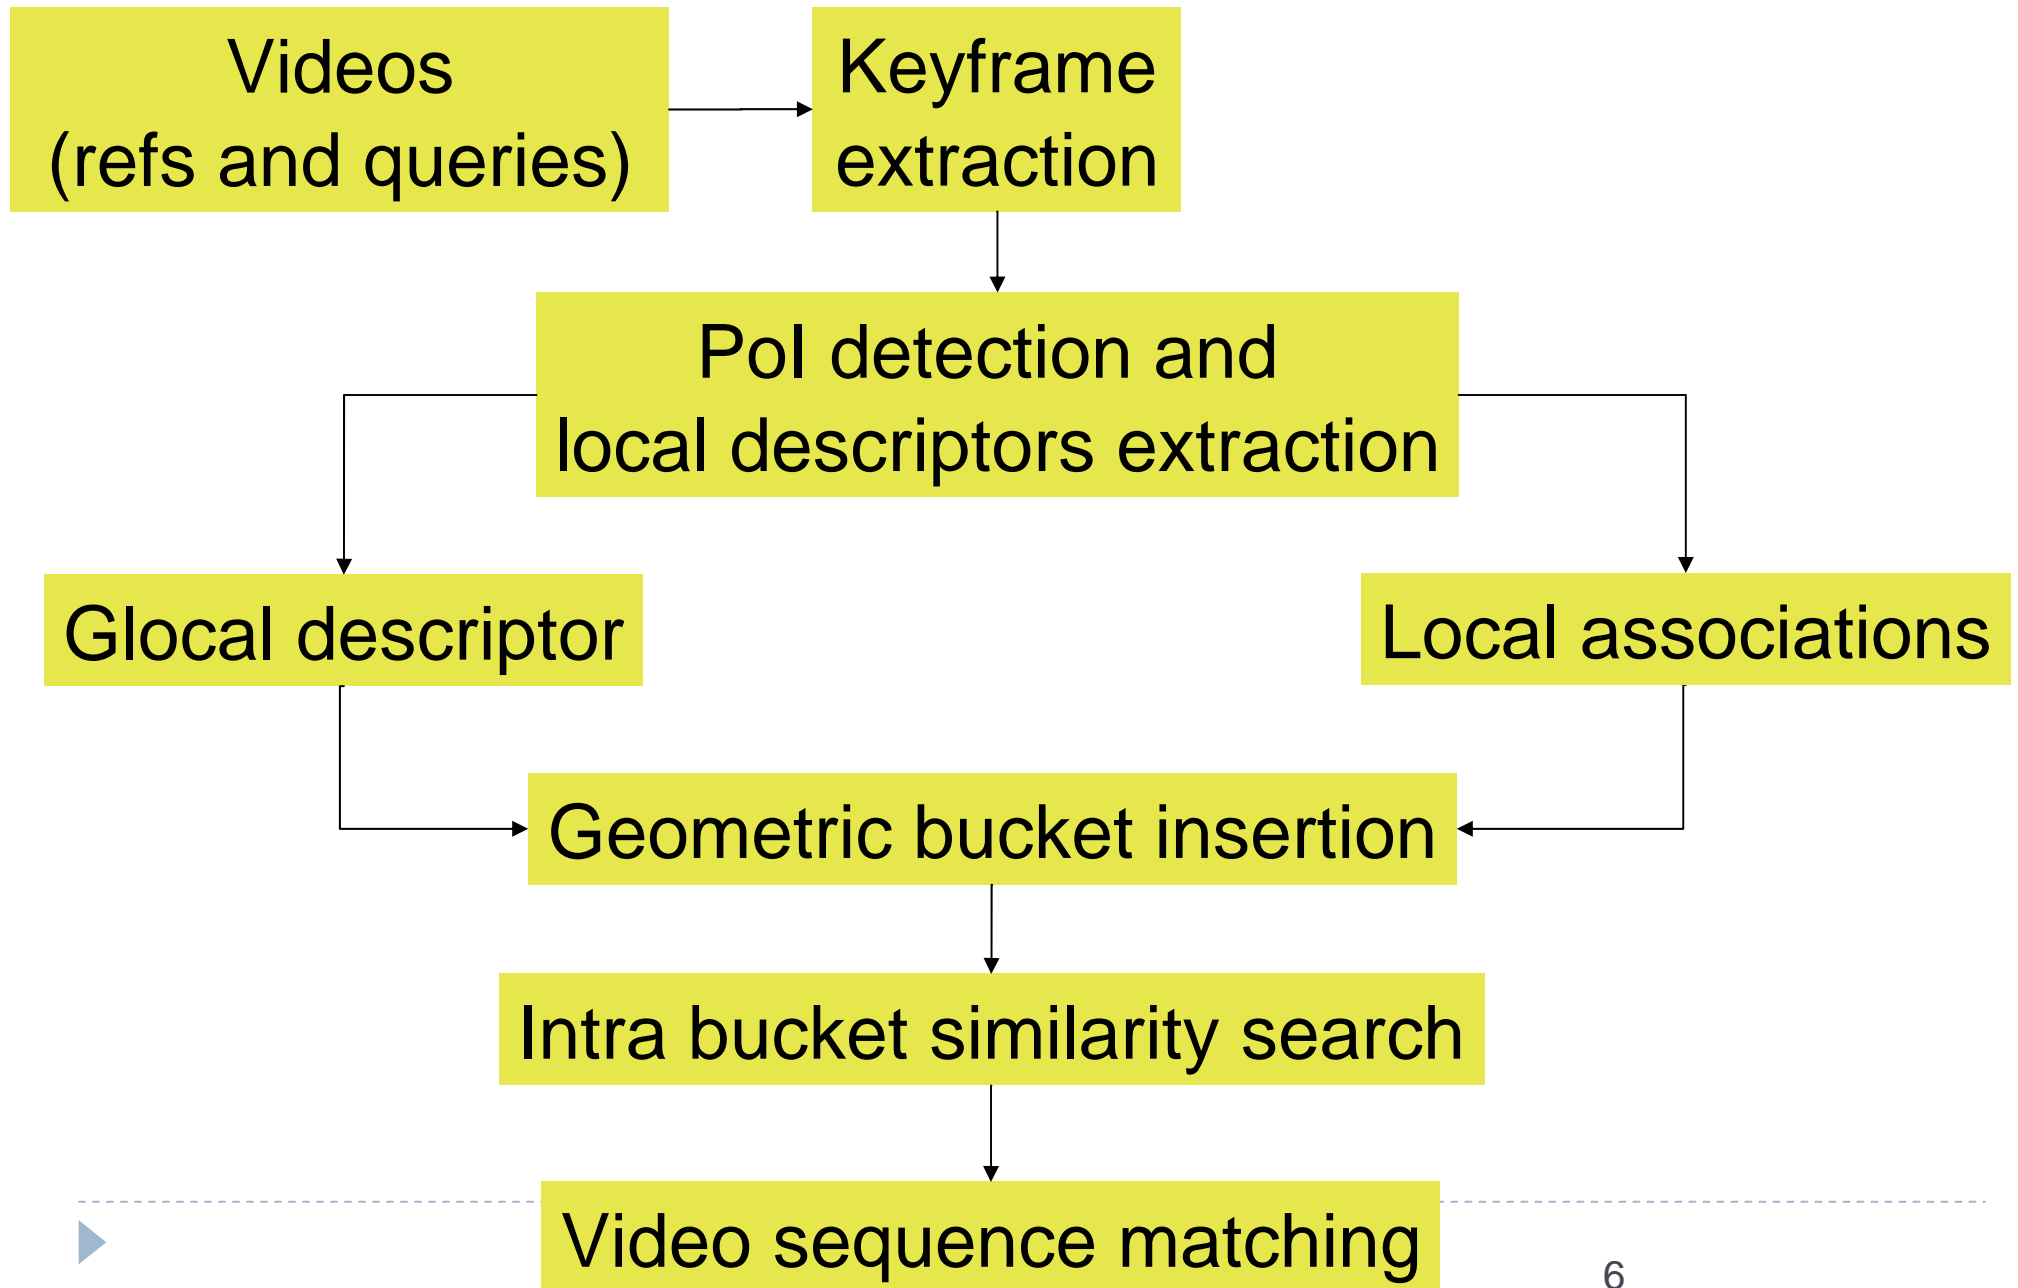 Videos
(refs and queries)
Keyframe
extraction
PoI detection and
local descriptors extraction
Glocal descriptor
Local associations
Geometric bucket insertion
Intra bucket similarity search
Video sequence matching
6